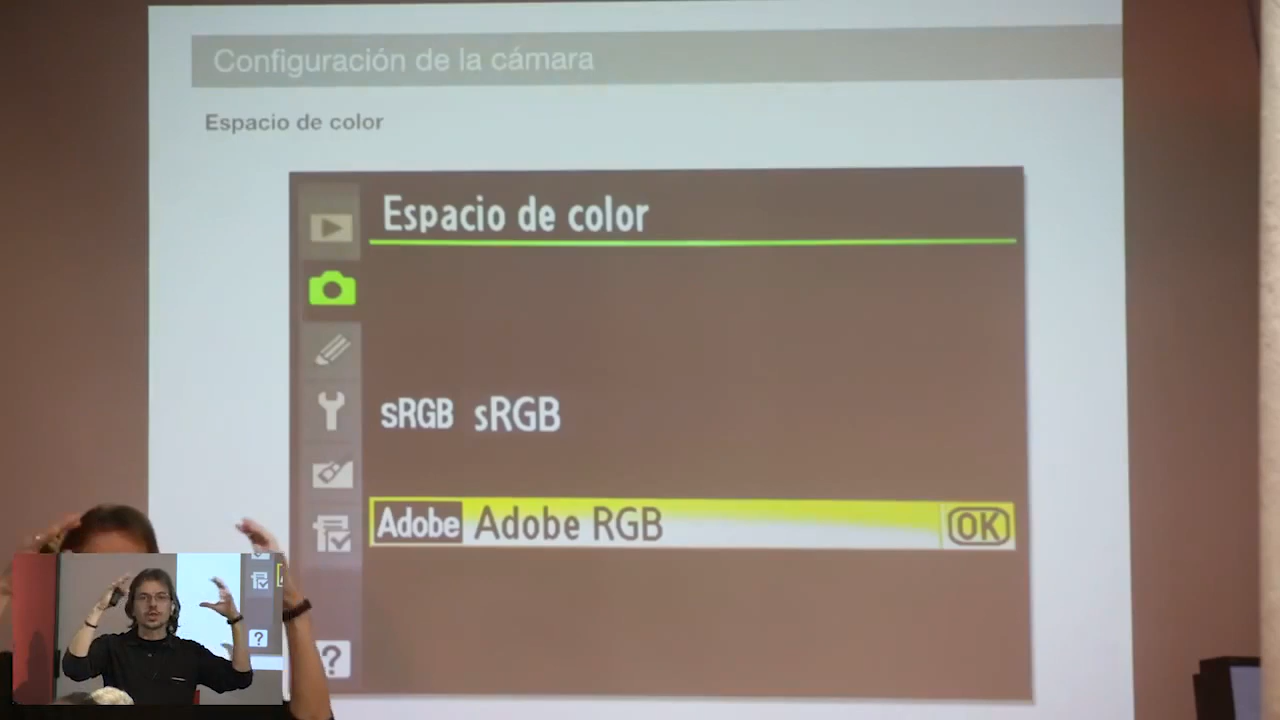 Configuración de la cámara
Espacio de color
Espacio de color
sRGB sRGB
Adobe Adobe RGB OK
?
?